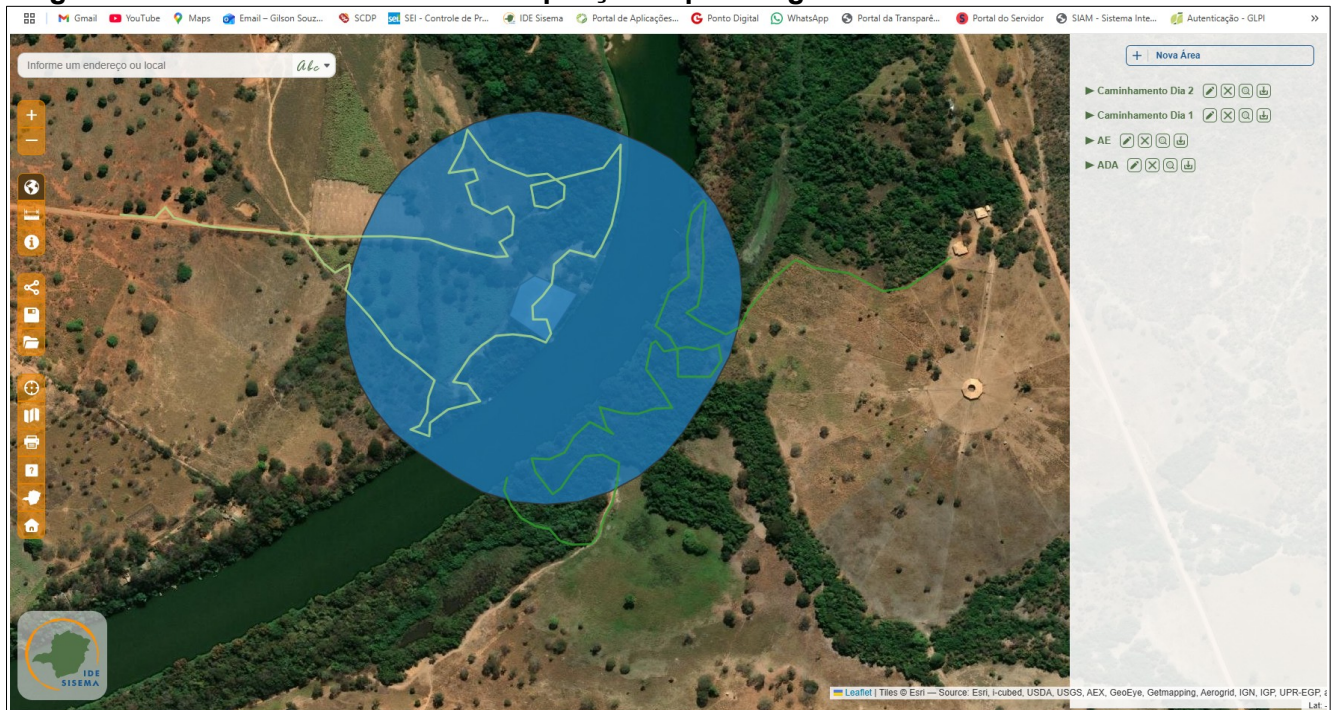 Gmail
YouTube
Maps
Email – Gilson Souz...
SCDP
sei
SEI - Controle de Pr...
IDE Sisema
Portal de Aplicações...
Ponto Digital
WhatsApp
Portal da Transparê...
Portal do Servidor
SIAM - Sistema Inte...
Autenticação - GLPI
»
Informe um endereço ou local
Abc
+ Nova Área
Caminhamento Dia 2
Caminhamento Dia 1
AE
ADA
IDE
SISEMA
Leaflet | Tiles © Esri — Source: Esri, i-cubed, USDA, USGS, AEX, GeoEye, Getmapping, Aerogrid, IGN, IGP, UPR-EGP,
Lat: -